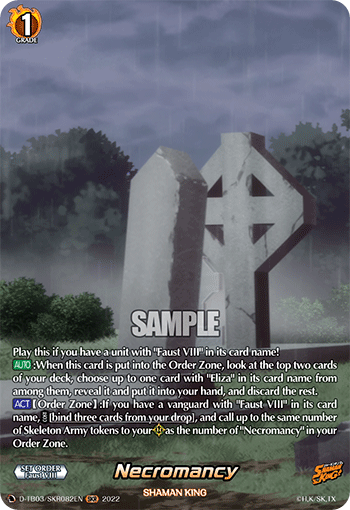 1
GRADE
SAMPLE
Play this if you have a unit with "Faust VIII" in its card name!
AUTO:When this card is put into the Order Zone, look at the top two cards
of your deck, choose up to one card with "Eliza" in its card name from
among them, reveal it and put it into your hand, and discard the rest.
ACT【Order Zone】:If you have a vanguard with "Faust VIII" in its card
name, [bind three cards from your drop], and call up to the same number
of Skeleton Army tokens to your as the number of "Necromancy" in your
Order Zone.
SET ORDER
Faust VIII
Necromancy
SHAMAN KING
D-TB03/SKR082EN SKR 2022
SHAMAN KING
©H,K/SK,TX